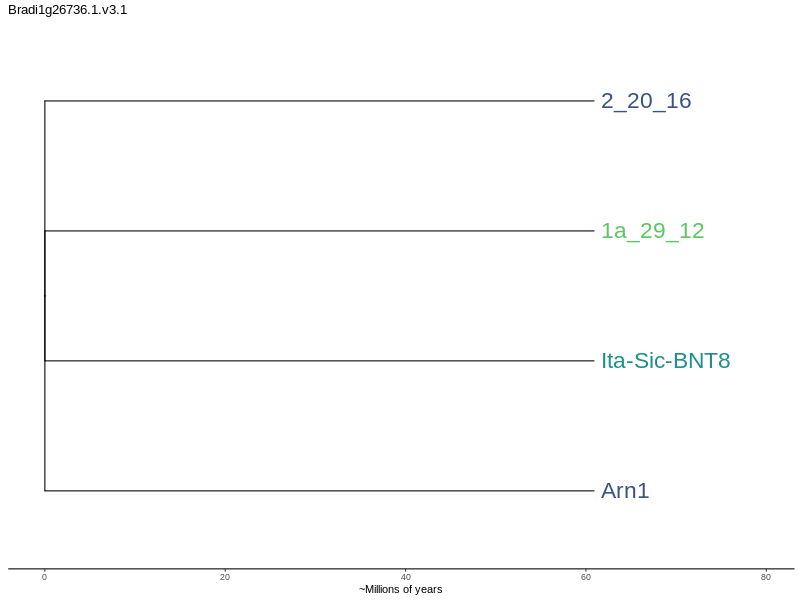 Bradi1g26736.1.v3.1
2_20_16
1a_29_12
Ita-Sic-BNT8
Arn1
0 20 40 60 80
~Millions of years